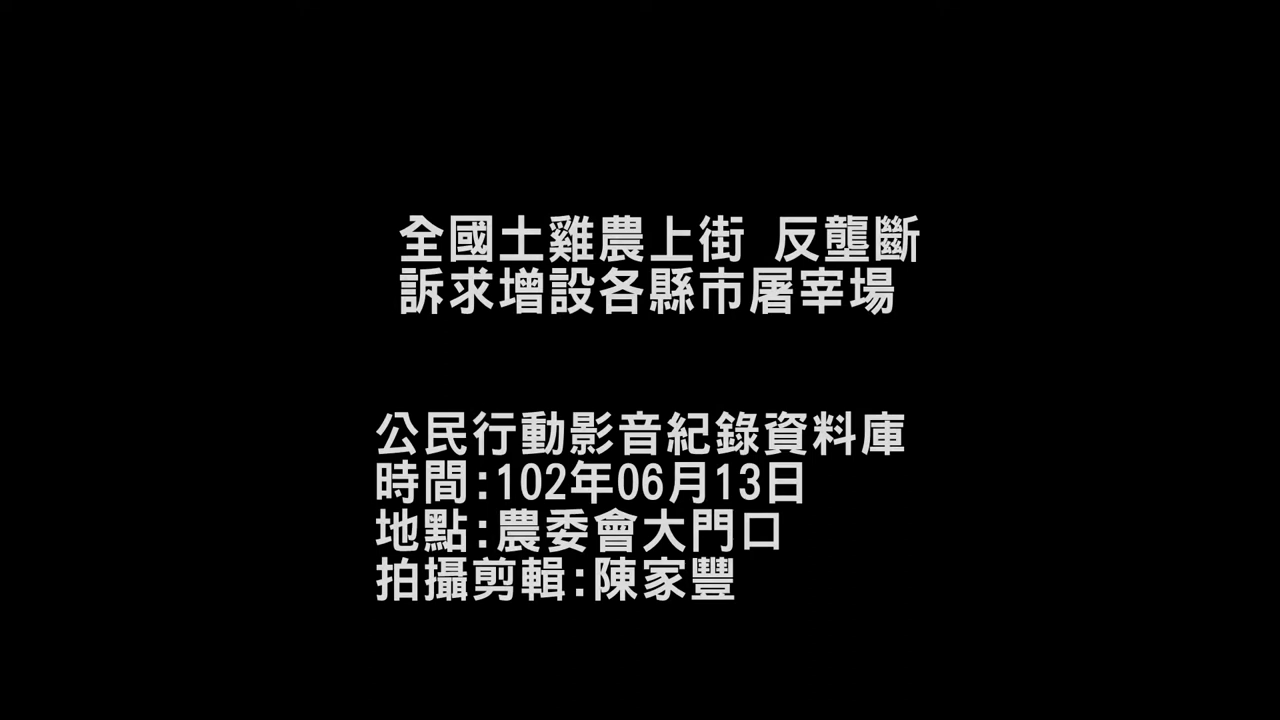 全國土雞農上街 反壟斷
訴求增設各縣市屠宰場
公民行動影音紀錄資料庫
時間:102年06月13日
地點:農委會大門口
拍攝剪輯:陳家豐